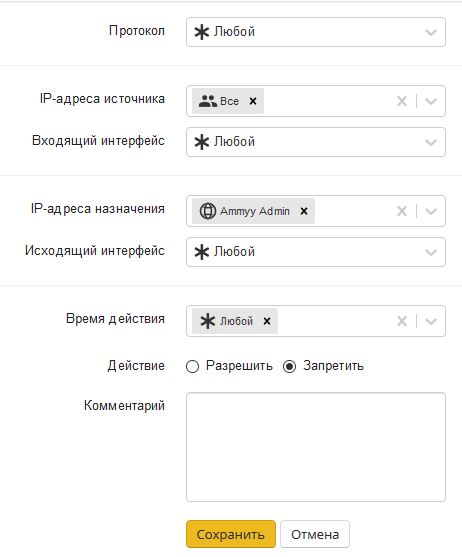 Протокол Любой
IP-адреса источника Все
Входящий интерфейс Любой
IP-адреса назначения Ammyy Admin
Исходящий интерфейс Любой
Время действия Любой
Действие Разрешить Запретить
Комментарий
Сохранить Отмена